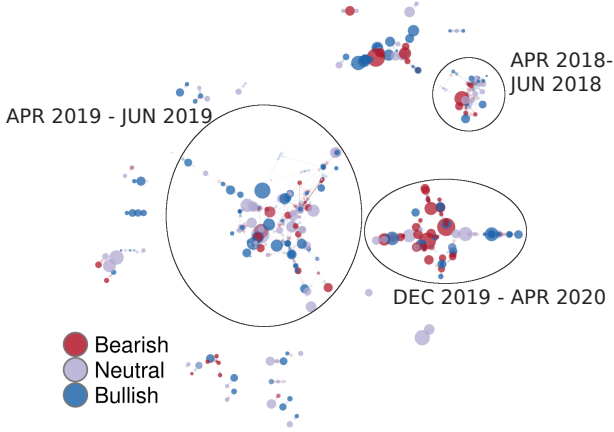 APR 2018-
JUN 2018
APR 2019 - JUN 2019
DEC 2019 - APR 2020
Bearish
Neutral
Bullish